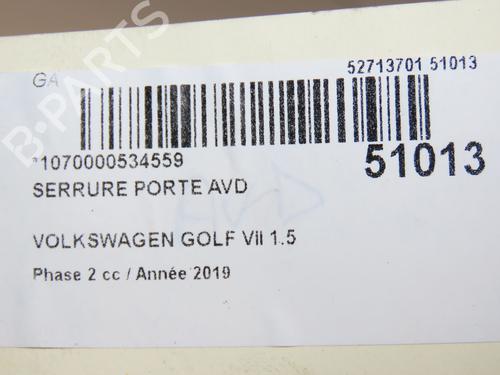 GA
52713701 51013
*1070000534559
51013
SERRURE PORTE AVD
VOLKSWAGEN GOLF VII 1.5
Phase 2 cc / Année 2019
B-PARTS